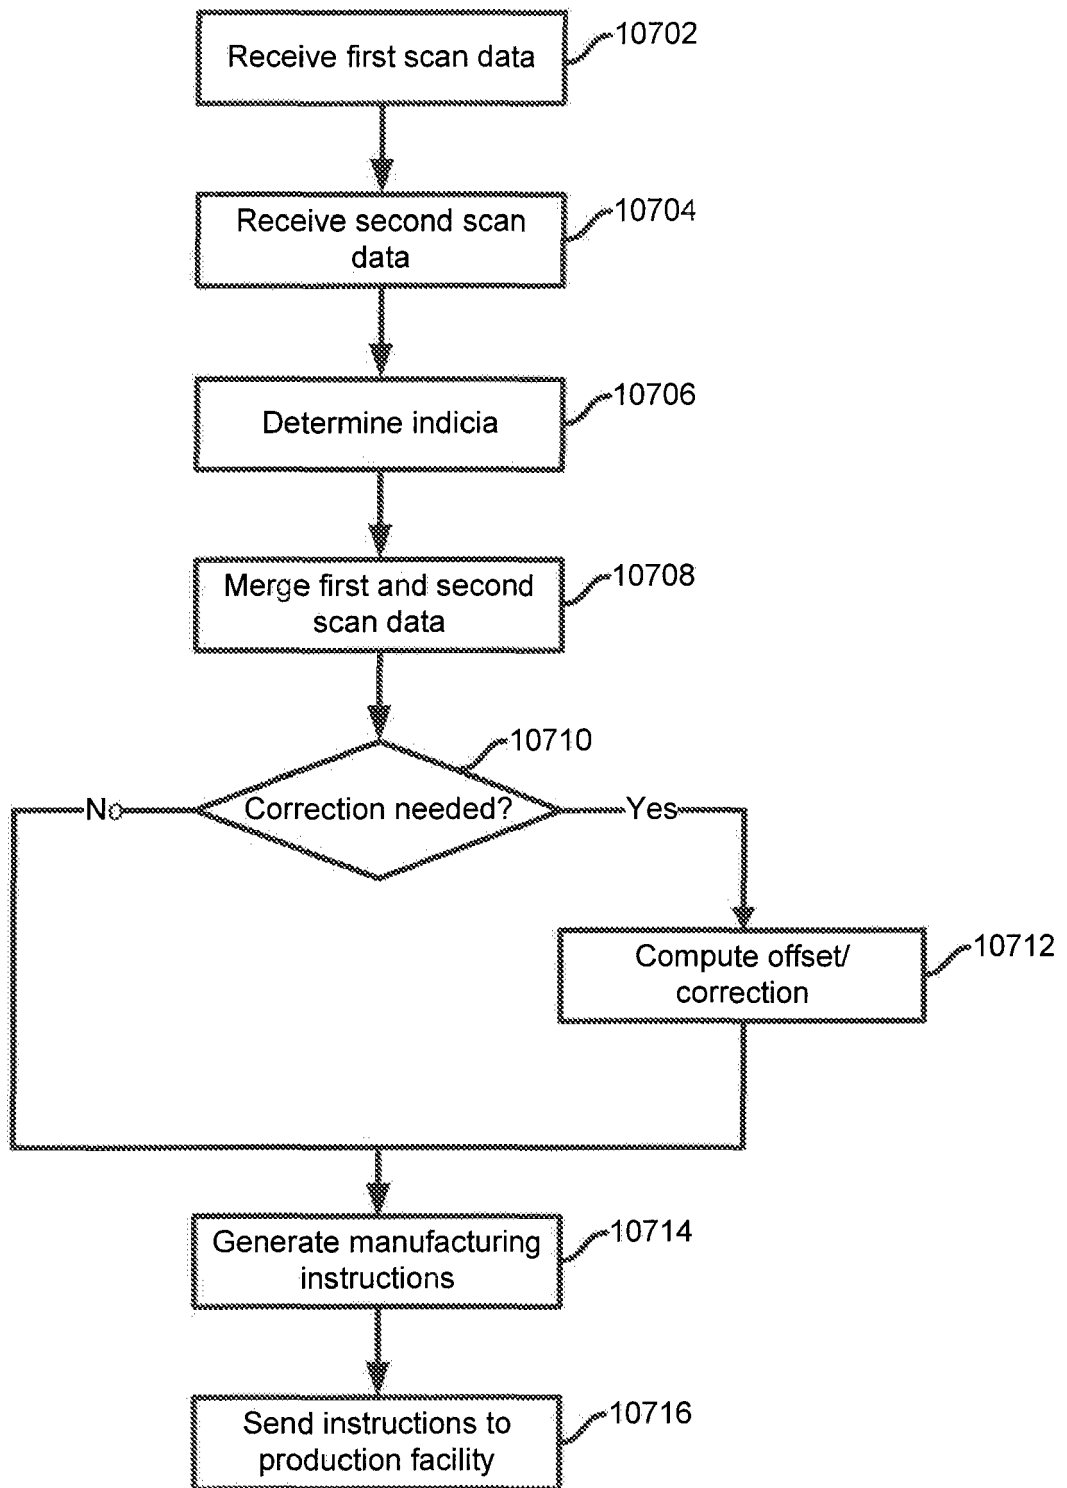 Receive first scan data
10702
Receive second scan
data
10704
Determine indicia
10706
Merge first and second
scan data
10708
10710
No
Correction needed?
Yes
Compute offset/
correction
10712
Generate manufacturing
instructions
10714
Send instructions to
production facility
10716